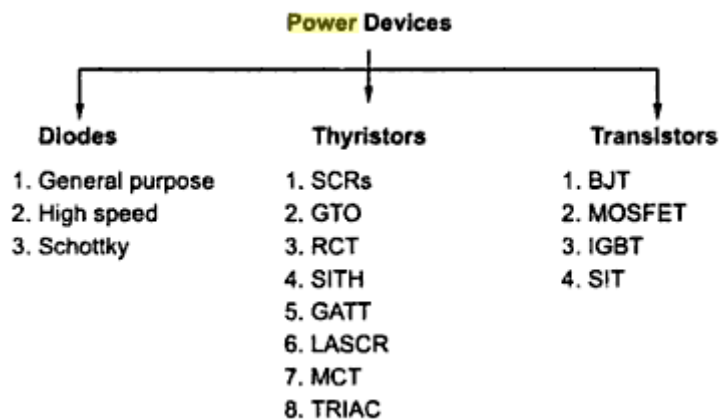 Power Devices
Diodes
1. General purpose
2. High speed
3. Schottky
Thyristors
1. SCRs
2. GTO
3. RCT
4. SITH
5. GATT
6. LASCR
7. MCT
8. TRIAC
Transistors
1. BJT
2. MOSFET
3. IGBT
4. SIT